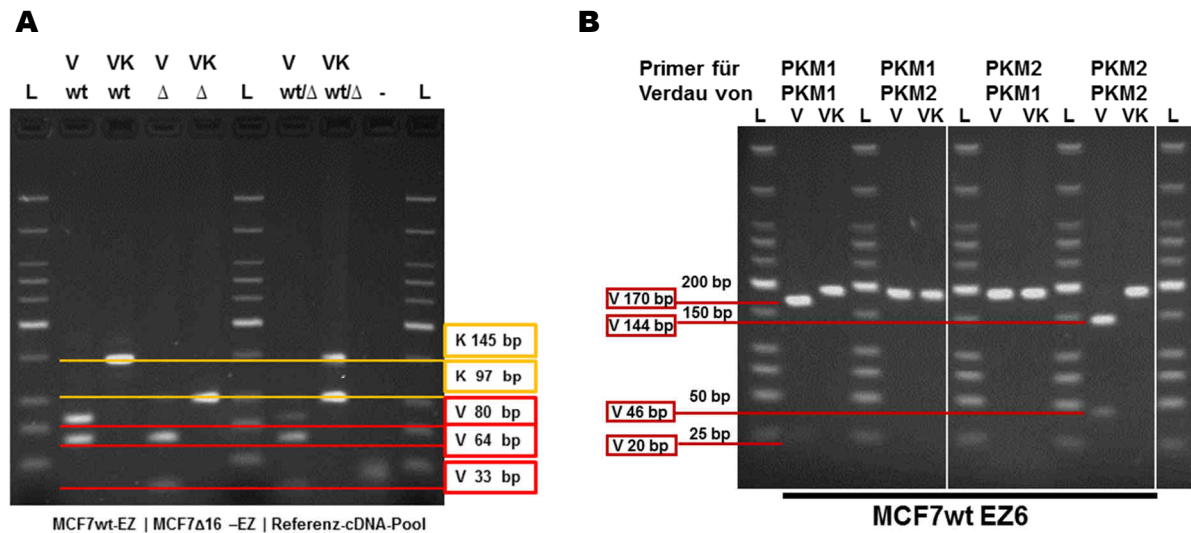 A
V VK V VK V VK
L wt wt Δ Δ L wt/Δ wt/Δ - L
K 145 bp
K 97 bp
V 80 bp
V 64 bp
V 33 bp
MCF7wt-EZ | MCF7Δ16 –EZ | Referenz-cDNA-Pool
B
Primer für PKM1 PKM1 PKM2 PKM2
Verdau von PKM1 PKM2 PKM1 PKM2
L V VK L V VK L V VK L V VK L
200 bp
V 170 bp
150 bp
V 144 bp
50 bp
V 46 bp
25 bp
V 20 bp
MCF7wt EZ6